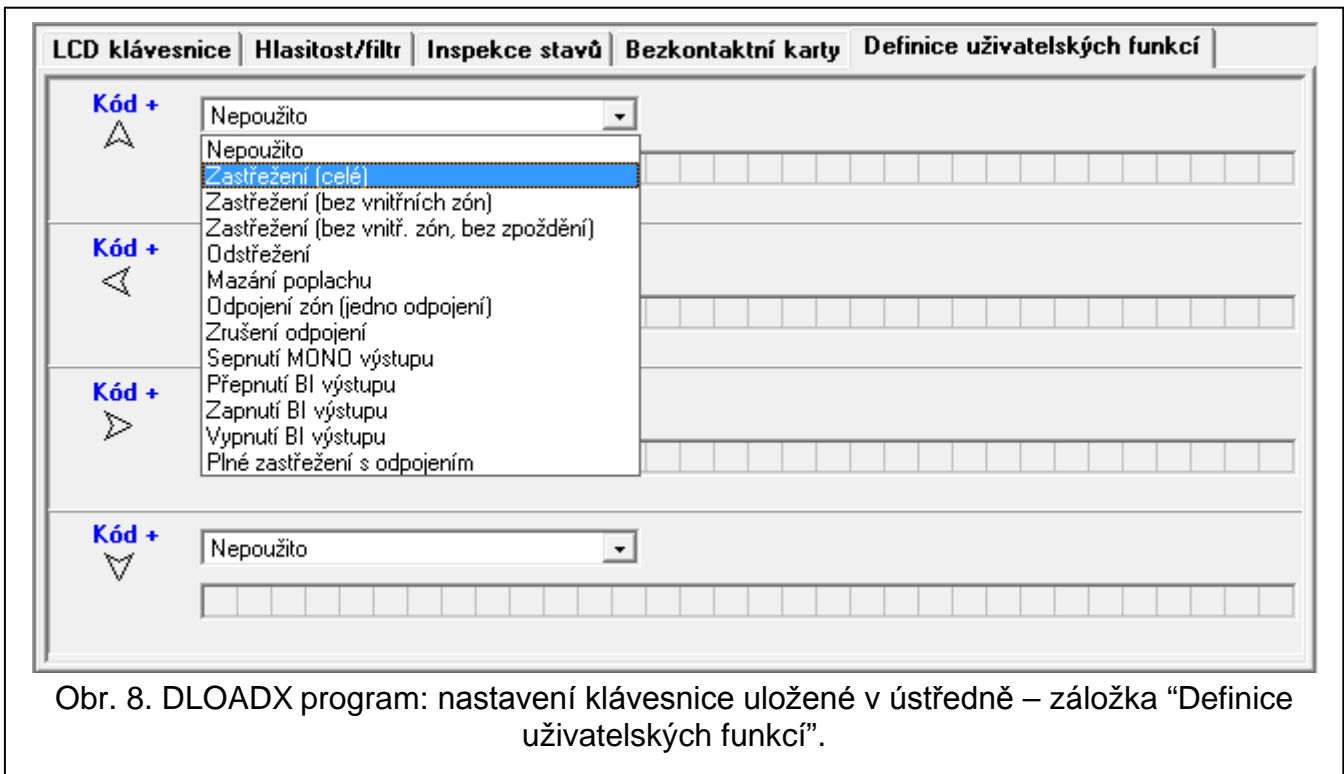 LCD klávesnice Hlasitost/filtr Inspekce stavů Bezkontaktní karty Definice uživatelských funkcí
Kód +
Nepoužito
Nepoužito
Zastřežení (celé)
Zastřežení (bez vnitřních zón)
Zastřežení (bez vnitř. zón, bez zpoždění)
Kód +
Odstřežení
Mazání poplachu
Odpojení zón (jedno odpojení)
Zrušení odpojení
Sepnutí MONO výstupu
Přepnutí BI výstupu
Kód +
Zapnutí BI výstupu
Vypnutí BI výstupu
Plné zastřežení s odpojením
Kód +
Nepoužito
Obr. 8. DLOADX program: nastavení klávesnice uložené v ústředně – záložka “Definice
uživatelských funkcí”.